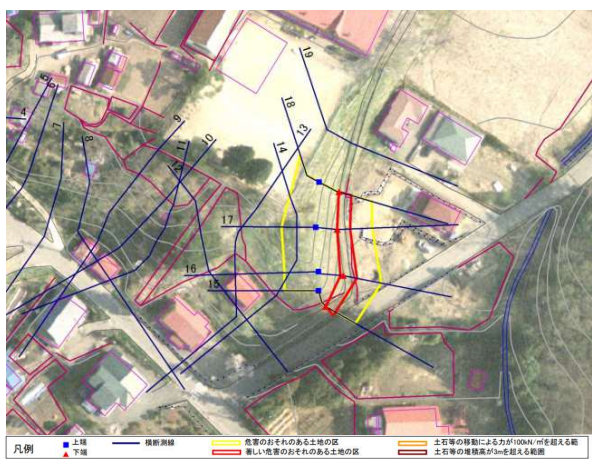 19
18
13
14
9
10
11
12
5
6
4
7
8
17
16
15
凡例
上端
下端
横断測線
危害のおそれのある土地の区
著しい危害のおそれのある土地の区
土石等の移動による力が100kN/㎡を超える範
土石等の堆積高が3mを超える範囲